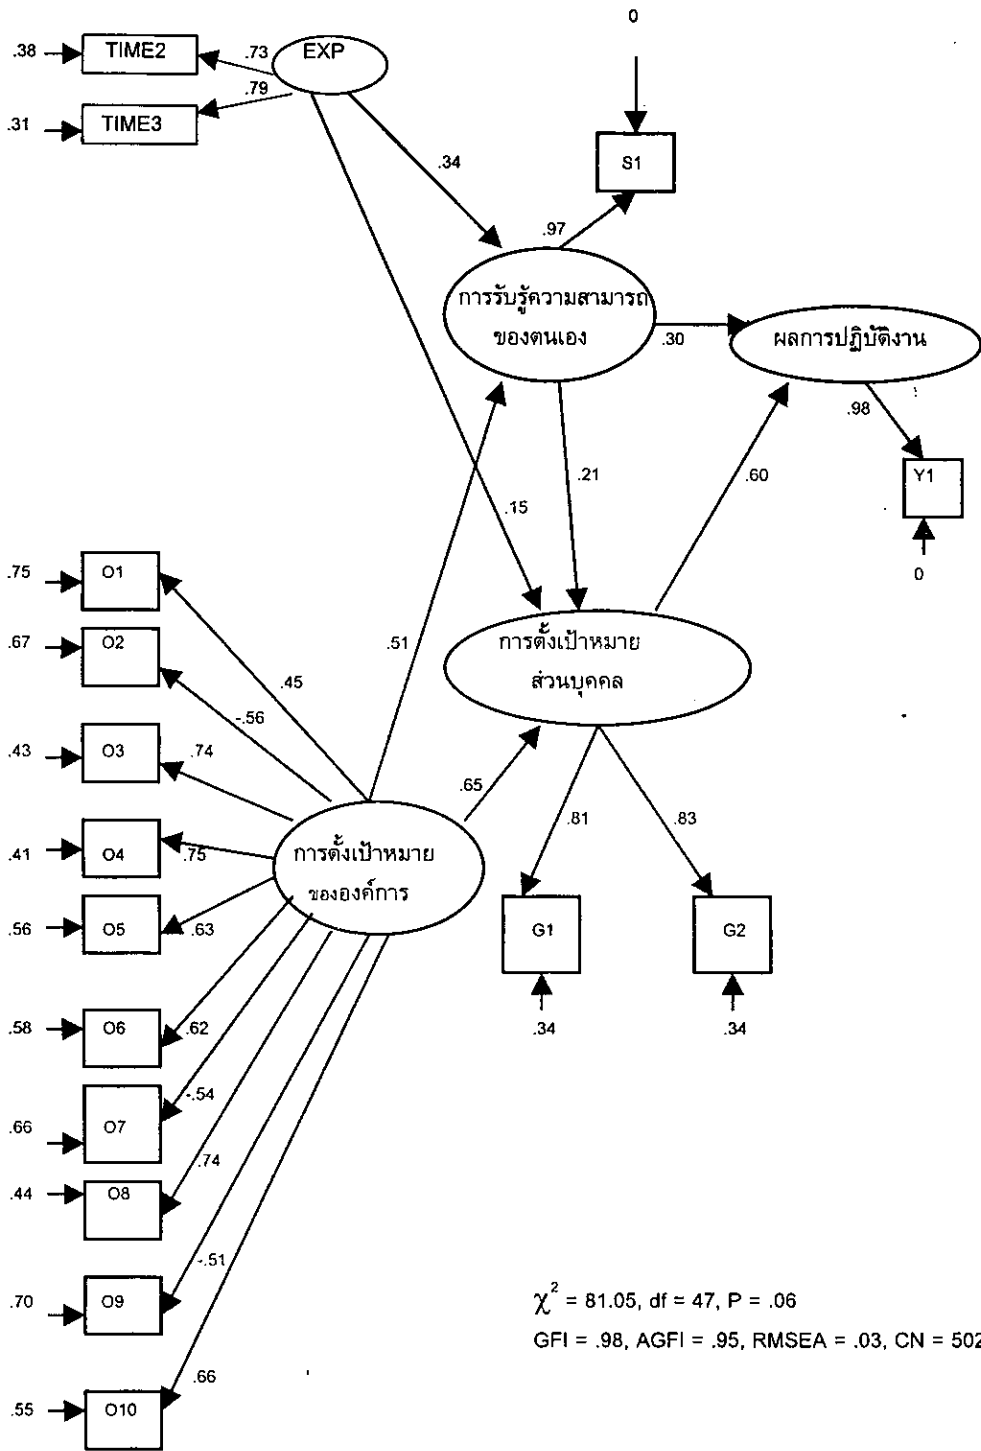 0
.38 TIME2 .73 EXP
.79
.31 TIME3
.34 S1
.97
การรับรู้ความสามารถ
ของตนเอง
.30 ผลการปฏิบัติงาน
.98
.21 .60 Y1
.15
0
.75 O1
.67 O2 .51 การตั้งเป้าหมาย
ส่วนบุคคล
.45
-.56
.43 O3 .74
.65 .81 .83
.41 O4 .75 การตั้งเป้าหมาย
ขององค์การ
.56 O5 .63 G1 G2
.58 O6 .62 .34 .34
-.54
.66 O7
.74
.44 O8
-.51
.70 O9
χ² = 81.05, df = 47, P = .06
GFI = .98, AGFI = .95, RMSEA = .03, CN = 502
.66
.55 O10